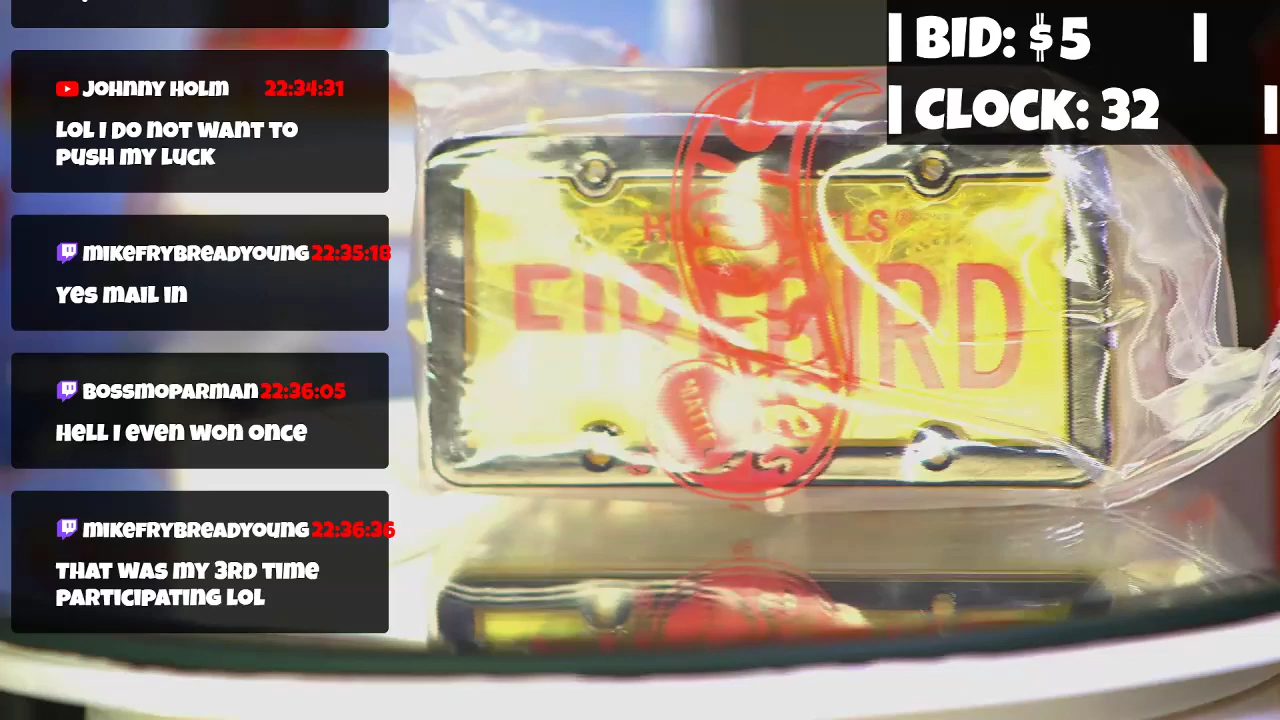 JOHNNY HOLM 22:34:31
LOL I DO NOT WANT TO
PUSH MY LUCK
MIKEFRYBREADYOUNG 22:35:18
YES MAIL IN
BOSSMOPARMAN 22:36:05
HELL I EVEN WON ONCE
MIKEFRYBREADYOUNG 22:36:36
THAT WAS MY 3RD TIME
PARTICIPATING LOL
| BID: $5 |
| CLOCK: 32 |
FIREBIRD